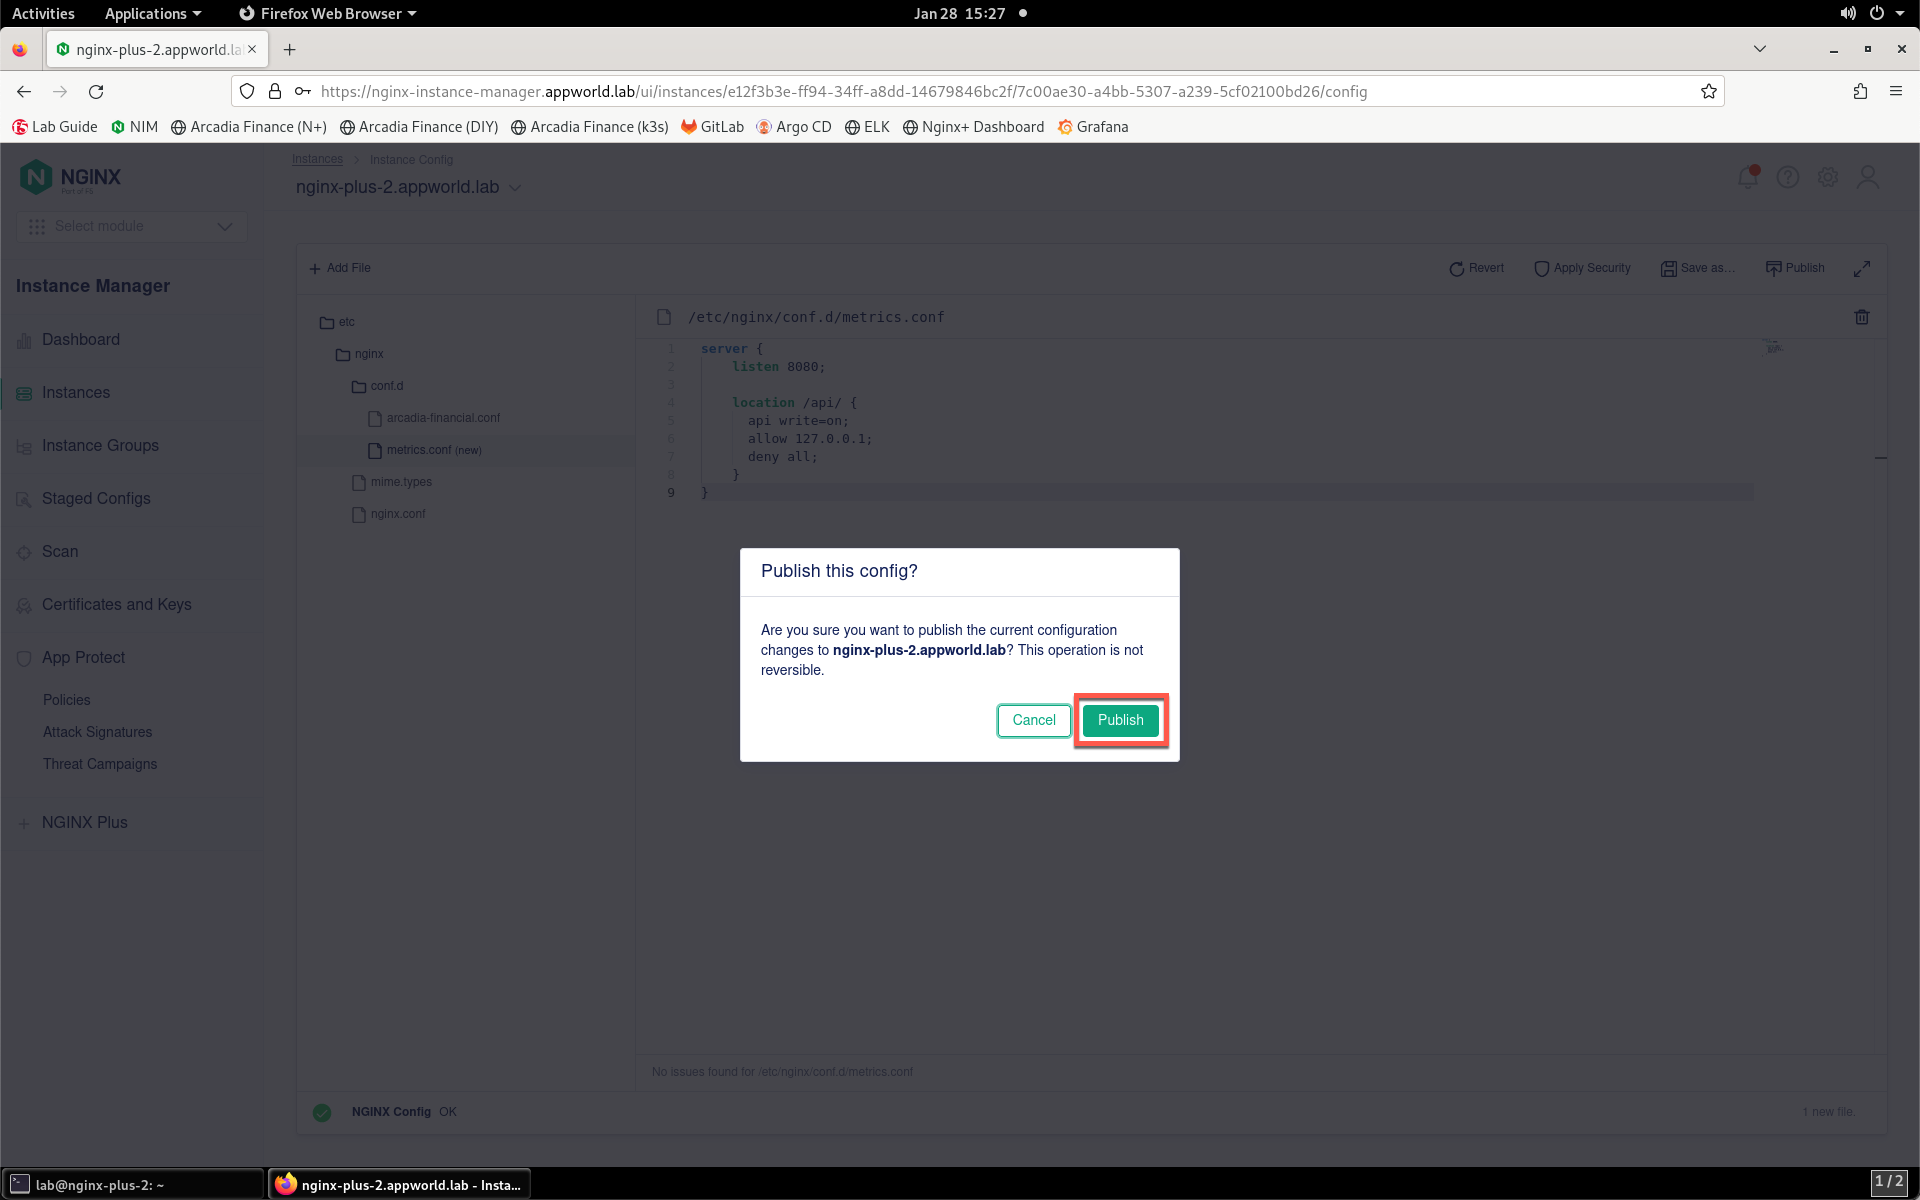 Activities Applications Firefox Web Browser Jan 28 15:27
nginx-plus-2.appworld.la
https://nginx-instance-manager.appworld.lab/ui/instances/e12f3b3e-ff94-34ff-a8dd-14679846bc2f/7c00ae30-a4bb-5307-a239-5cf02100bd26/config
Lab Guide NIM Arcadia Finance (N+) Arcadia Finance (DIY) Arcadia Finance (k3s) GitLab Argo CD ELK Nginx+ Dashboard Grafana
NGINX
Part of F5
Select module
Instance Manager
Dashboard
Instances
Instance Groups
Staged Configs
Scan
Certificates and Keys
App Protect
Policies
Attack Signatures
Threat Campaigns
NGINX Plus
Instances > Instance Config
nginx-plus-2.appworld.lab
+ Add File Revert Apply Security Save as... Publish
etc
nginx
conf.d
arcadia-financial.conf
metrics.conf (new)
mime.types
nginx.conf
/etc/nginx/conf.d/metrics.conf
1 server {
2 listen 8080;
3
4 location /api/ {
5 api write=on;
6 allow 127.0.0.1;
7 deny all;
8 }
9 }
Publish this config?
Are you sure you want to publish the current configuration
changes to nginx-plus-2.appworld.lab? This operation is not
reversible.
Cancel Publish
No issues found for /etc/nginx/conf.d/metrics.conf
NGINX Config OK 1 new file.
lab@nginx-plus-2: ~ nginx-plus-2.appworld.lab - Insta... 1 / 2